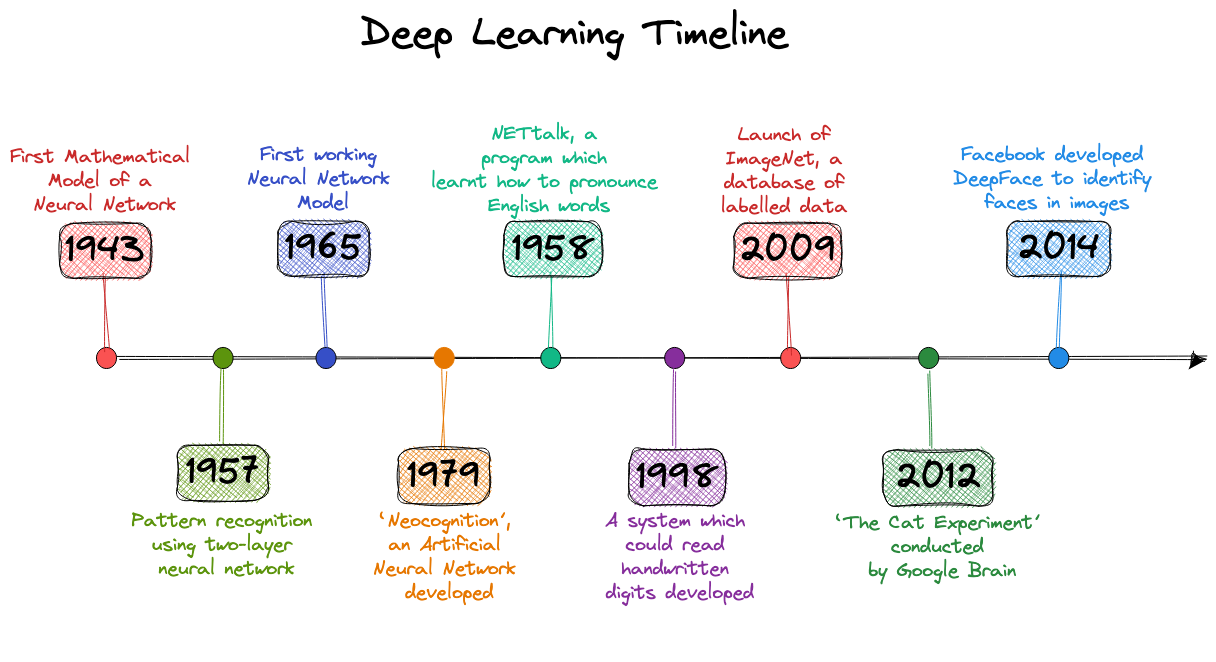 Deep Learning Timeline
First Mathematical
Model of a
Neural Network
1943
Pattern recognition
using two-layer
neural network
1957
First working
Neural Network
Model
1965
'Neocognition',
an Artificial
Neural Network
developed
1979
NETtalk, a
program which
learnt how to pronounce
English words
1958
A system which
could read
handwritten
digits developed
1998
Launch of
ImageNet, a
database of
labelled data
2009
'The Cat Experiment'
conducted
by Google Brain
2012
Facebook developed
DeepFace to identify
faces in images
2014